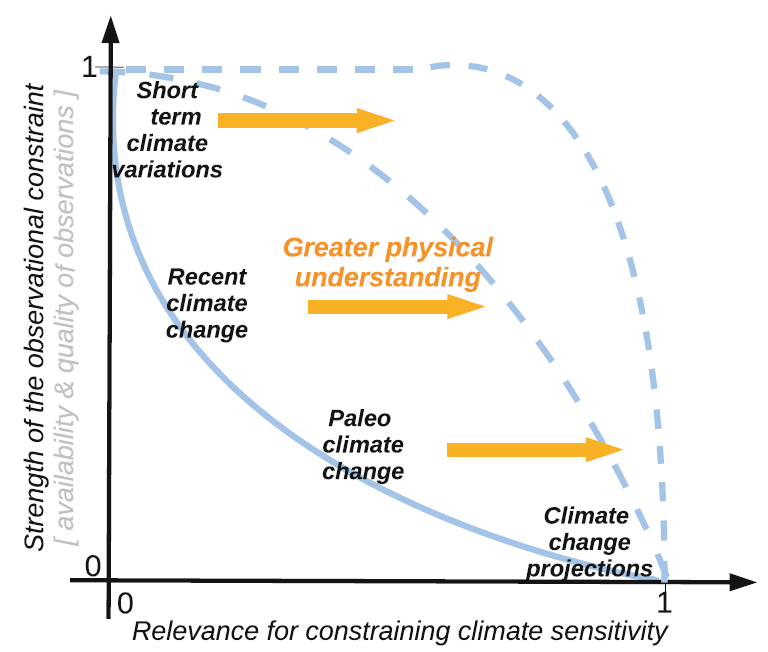 1
Short
term
climate
variations
Greater physical
understanding
Recent
climate
change
Paleo
climate
change
Climate
change
projections
Strength of the observational constraint
[ availability & quality of observations ]
0
0
1
Relevance for constraining climate sensitivity